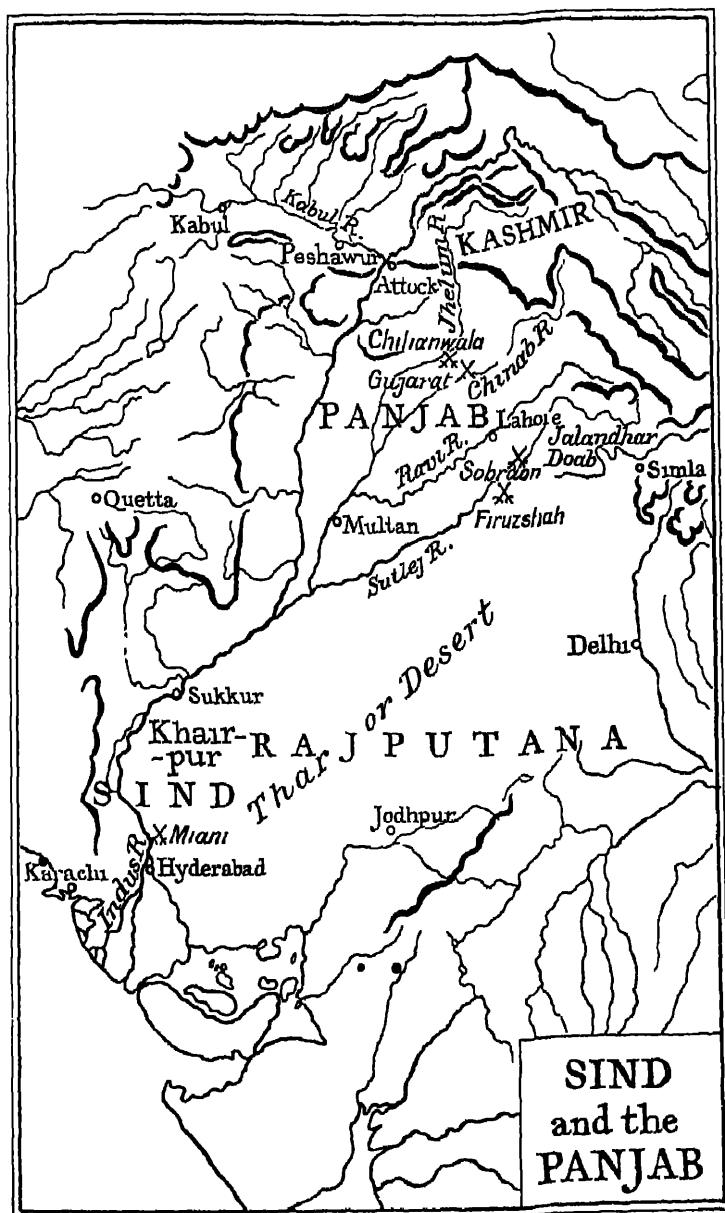 Kabul R.
Kabul
KASHMIR
Peshawur
Attock
Jhelum R
Chilianwala
Gujarat
Chinab R
PANJAB
Lahore
Jalandhar
Doab
Ravi R.
Sobraon
Simla
Quetta
Multan
Firuzshah
Sutlej R.
Delhi
Sukkur
Thar or Desert
Khair-
-pur
RAJPUTANA
SIND
Jodhpur
Miani
Karachi
Hyderabad
Indus R
SIND
and the
PANJAB